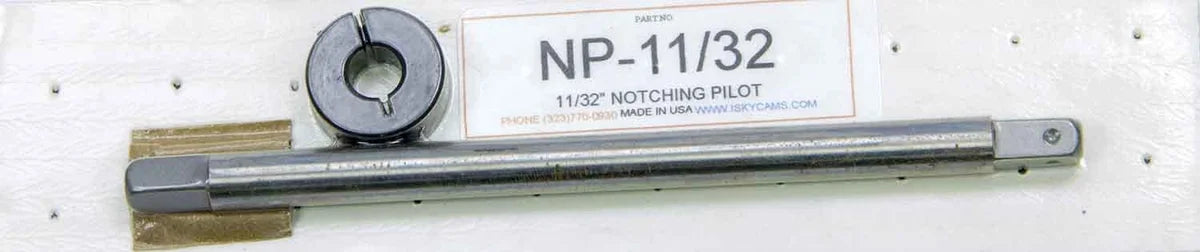 PART NO.
NP-11/32
11/32" NOTCHING PILOT
PHONE (323)770-0930 MADE IN USA WWW.ISKYCAMS.COM